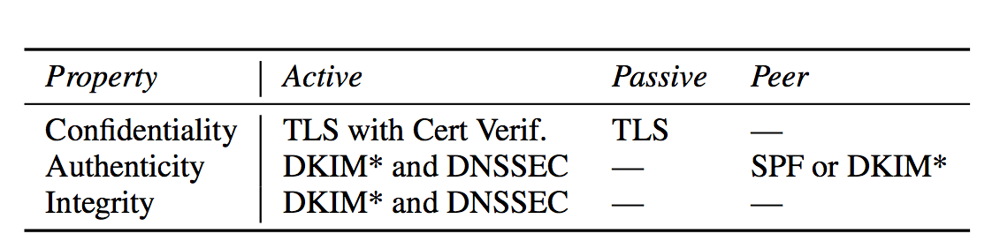 Property Active Passive Peer
Confidentiality TLS with Cert Verif. TLS —
Authenticity DKIM* and DNSSEC — SPF or DKIM*
Integrity DKIM* and DNSSEC — —